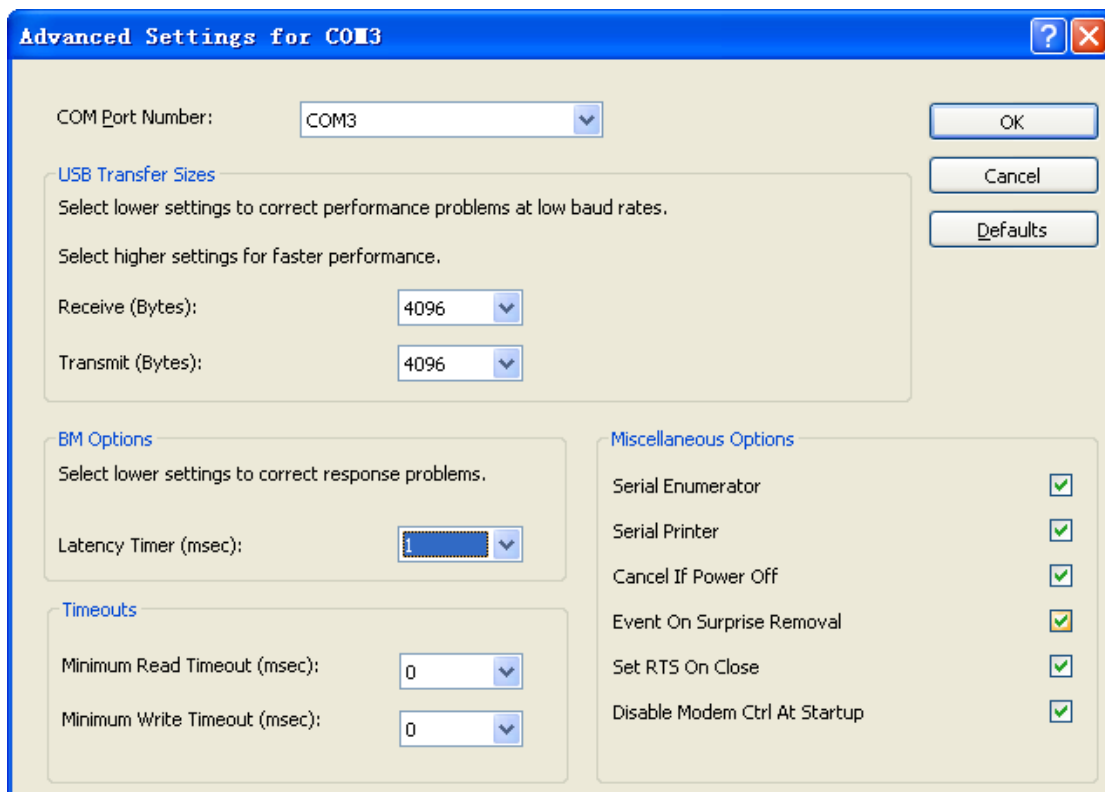 Advanced Settings for COM3
COM Port Number:
COM3
OK
Cancel
Defaults
USB Transfer Sizes
Select lower settings to correct performance problems at low baud rates.
Select higher settings for faster performance.
Receive (Bytes):
4096
Transmit (Bytes):
4096
BM Options
Select lower settings to correct response problems.
Latency Timer (msec):
1
Timeouts
Minimum Read Timeout (msec):
0
Minimum Write Timeout (msec):
0
Miscellaneous Options
Serial Enumerator
Serial Printer
Cancel If Power Off
Event On Surprise Removal
Set RTS On Close
Disable Modem Ctrl At Startup